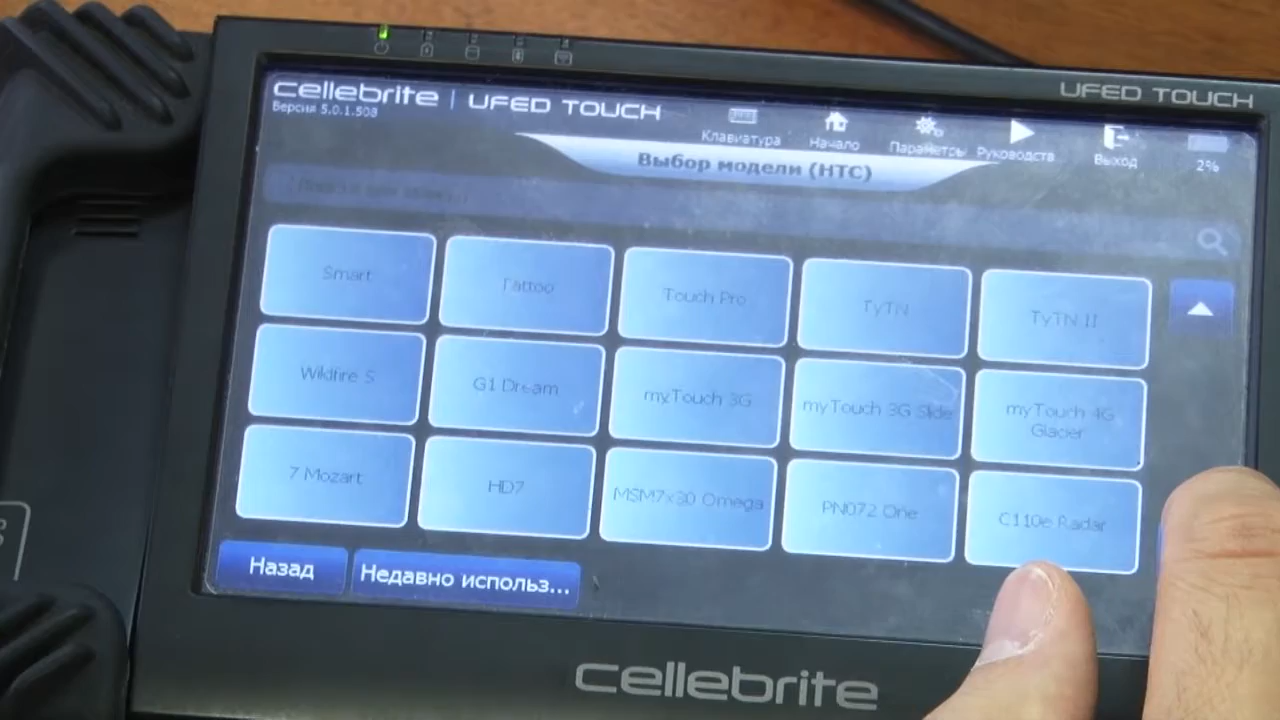 cellebrite | UFED TOUCH
Версия 5.0.1.508
UFED TOUCH
Клавиатура
Начало
Параметры
Руководств
Выход
2%
Выбор модели (HTC)
Smart
Tattoo
Touch Pro
TyTN
TyTN II
Wildfire S
G1 Dream
myTouch 3G
myTouch 3G Slide
myTouch 4G
Glacier
7 Mozart
HD7
MSM7x30 Omega
PN072 One
C110e Radar
Назад
Недавно использ...
cellebrite